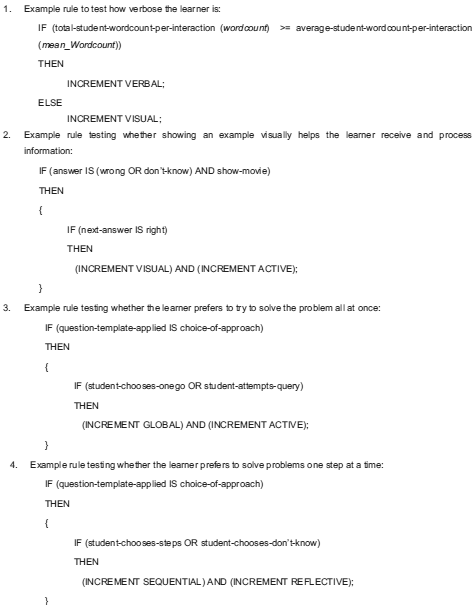 1. Example rule to test how verbose the learner is:
IF (total-student-wordcount-per-interaction (wordcount) >= average-student-wordcount-per-interaction
(mean_Wordcount))
THEN
INCREMENT VERBAL;
ELSE
INCREMENT VISUAL;
2. Example rule testing whether showing an example visually helps the learner receive and process
information:
IF (answer IS (wrong OR don't-know) AND show-movie)
THEN
{
IF (next-answer IS right)
THEN
(INCREMENT VISUAL) AND (INCREMENT ACTIVE);
}
3. Example rule testing whether the learner prefers to try to solve the problem all at once:
IF (question-template-applied IS choice-of-approach)
THEN
{
IF (student-chooses-onego OR student-attempts-query)
THEN
(INCREMENT GLOBAL) AND (INCREMENT ACTIVE);
}
4. Example rule testing whether the learner prefers to solve problems one step at a time:
IF (question-template-applied IS choice-of-approach)
THEN
{
IF (student-chooses-steps OR student-chooses-don't-know)
THEN
(INCREMENT SEQUENTIAL) AND (INCREMENT REFLECTIVE);
}